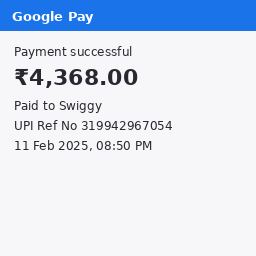 Google Pay
Payment successful
₹4,368.00
Paid to Swiggy
UPI Ref No 319942967054
11 Feb 2025, 08:50 PM